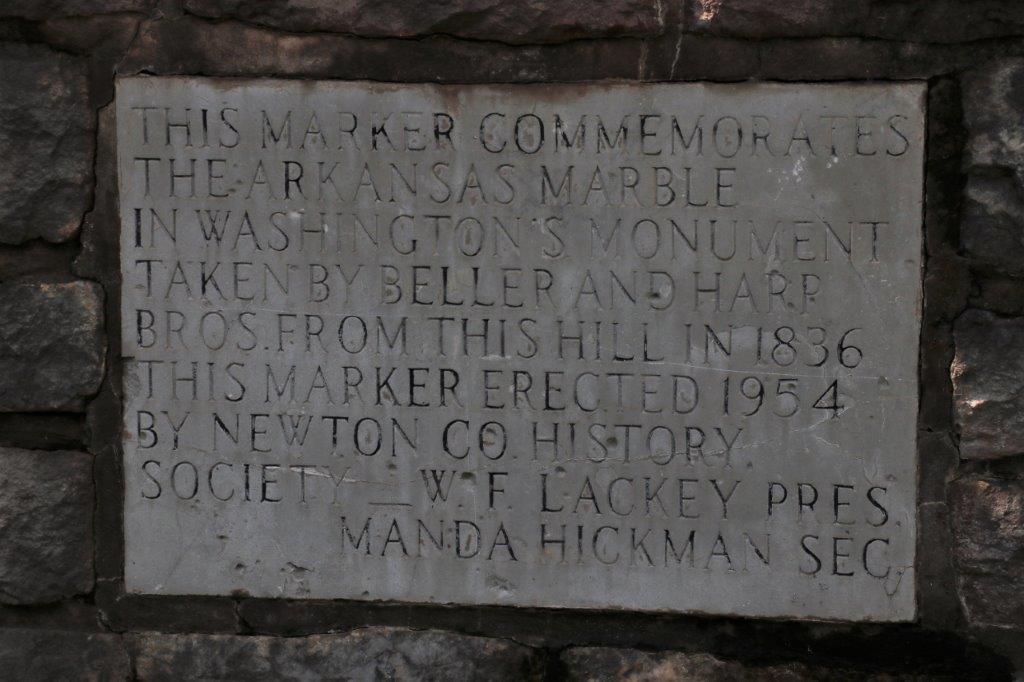 THIS MARKER COMMEMORATES
THE ARKANSAS MARBLE
IN WASHINGTON'S MONUMENT
TAKEN BY BELLER AND HARP
BROS. FROM THIS HILL IN 1836
THIS MARKER ERECTED 1954
BY NEWTON CO. HISTORY.
SOCIETY — W. F. LACKEY PRES.
MANDA HICKMAN SEC.